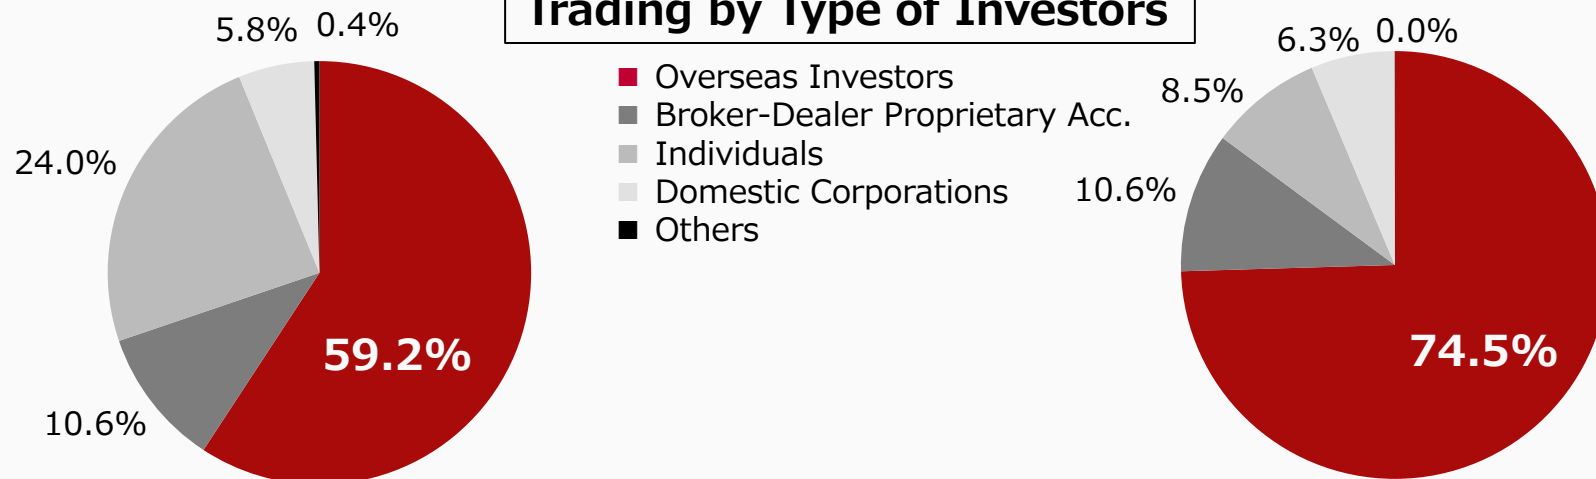 Trading by Type of Investors
5.8% 0.4%
24.0%
59.2%
10.6%
Overseas Investors
Broker-Dealer Proprietary Acc.
Individuals
Domestic Corporations
Others
6.3% 0.0%
8.5%
10.6%
74.5%